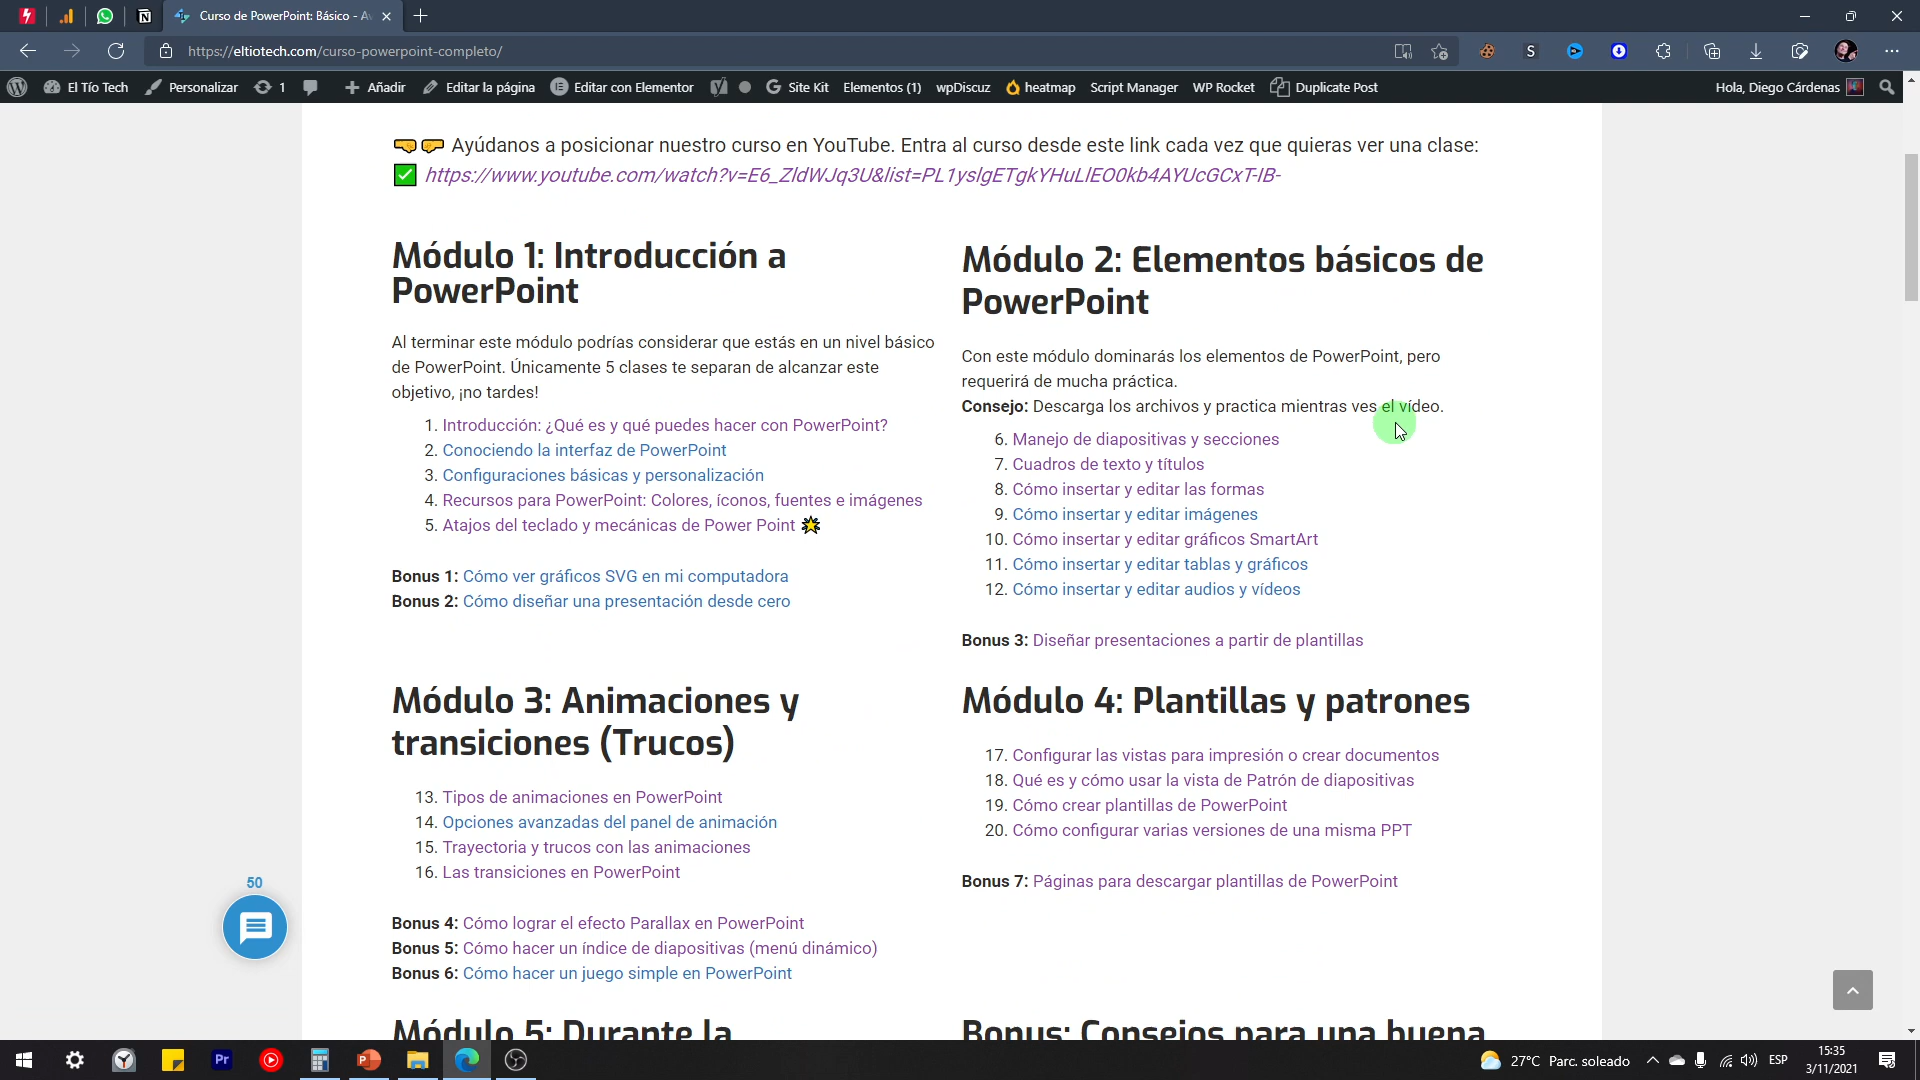 Curso de PowerPoint: Básico - Av
https://eltiotech.com/curso-powerpoint-completo/
El Tío Tech
Personalizar
1
Añadir
Editar la página
Editar con Elementor
Site Kit
Elementos (1)
wpDiscuz
heatmap
Script Manager
WP Rocket
Duplicate Post
Hola, Diego Cárdenas
Ayúdanos a posicionar nuestro curso en YouTube. Entra al curso desde este link cada vez que quieras ver una clase:
https://www.youtube.com/watch?v=E6_ZldWJq3U&list=PL1yslgETgkYHuLlEO0kb4AYUcGCxT-IB-
Módulo 1: Introducción a
PowerPoint
Al terminar este módulo podrías considerar que estás en un nivel básico
de PowerPoint. Únicamente 5 clases te separan de alcanzar este
objetivo, ¡no tardes!
1. Introducción: ¿Qué es y qué puedes hacer con PowerPoint?
2. Conociendo la interfaz de PowerPoint
3. Configuraciones básicas y personalización
4. Recursos para PowerPoint: Colores, íconos, fuentes e imágenes
5. Atajos del teclado y mecánicas de Power Point
Bonus 1: Cómo ver gráficos SVG en mi computadora
Bonus 2: Cómo diseñar una presentación desde cero
Módulo 2: Elementos básicos de
PowerPoint
Con este módulo dominarás los elementos de PowerPoint, pero
requerirá de mucha práctica.
Consejo: Descarga los archivos y practica mientras ves el vídeo.
6. Manejo de diapositivas y secciones
7. Cuadros de texto y títulos
8. Cómo insertar y editar las formas
9. Cómo insertar y editar imágenes
10. Cómo insertar y editar gráficos SmartArt
11. Cómo insertar y editar tablas y gráficos
12. Cómo insertar y editar audios y vídeos
Bonus 3: Diseñar presentaciones a partir de plantillas
Módulo 3: Animaciones y
transiciones (Trucos)
13. Tipos de animaciones en PowerPoint
14. Opciones avanzadas del panel de animación
15. Trayectoria y trucos con las animaciones
16. Las transiciones en PowerPoint
Bonus 4: Cómo lograr el efecto Parallax en PowerPoint
Bonus 5: Cómo hacer un índice de diapositivas (menú dinámico)
Bonus 6: Cómo hacer un juego simple en PowerPoint
Módulo 4: Plantillas y patrones
17. Configurar las vistas para impresión o crear documentos
18. Qué es y cómo usar la vista de Patrón de diapositivas
19. Cómo crear plantillas de PowerPoint
20. Cómo configurar varias versiones de una misma PPT
Bonus 7: Páginas para descargar plantillas de PowerPoint
50
Módulo 5: Durante la
Bonus: Consejos para una buena
Pr
27°C Parc. soleado
ESP
15:35
3/11/2021